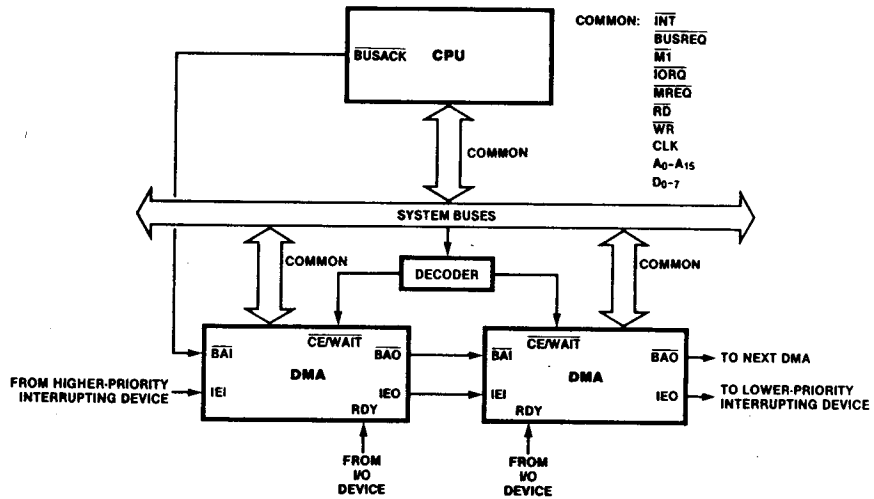 COMMON: INT
BUSREQ
M1
IORQ
MREQ
RD
WR
CLK
A0-A15
D0-7
BUSACK CPU
COMMON
SYSTEM BUSES
COMMON
DECODER
COMMON
CE/WAIT
BAI
BAO
DMA
IEI
IEO
RDY
CE/WAIT
BAI
BAO
DMA
IEI
IEO
RDY
FROM HIGHER-PRIORITY
INTERRUPTING DEVICE
TO NEXT DMA
TO LOWER-PRIORITY
INTERRUPTING DEVICE
FROM
I/O
DEVICE
FROM
I/O
DEVICE